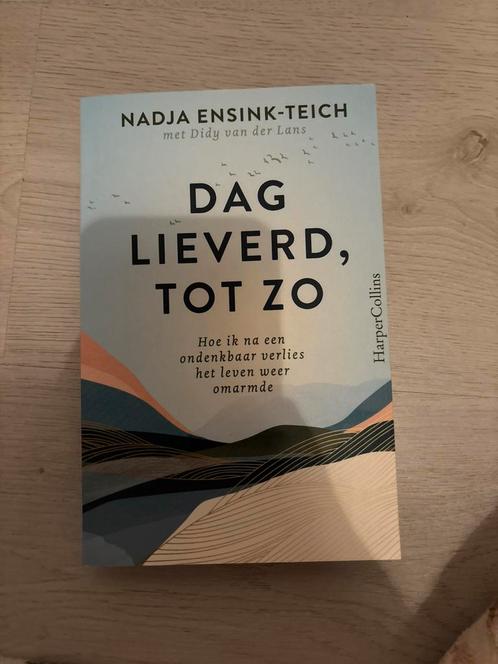 NADJA ENSINK-TEICH
met Didy van der Lans
DAG
LIEVERD,
TOT ZO
Hoe ik na een
ondenkbaar verlies
het leven weer
omarmde
HarperCollins